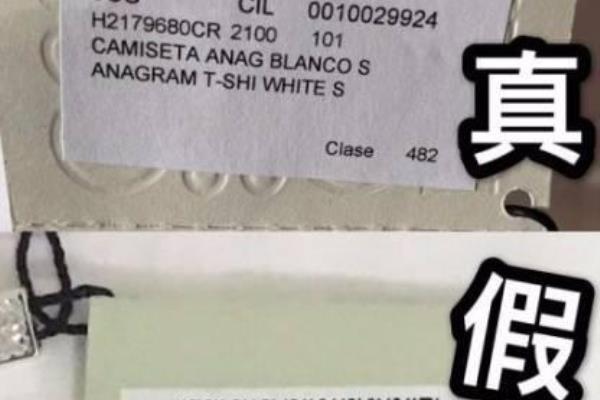 CIL 0010029924
H2179680CR 2100 101
CAMISETA ANAG BLANCO S
ANAGRAM T-SHI WHITE S
Clase 482
真
假